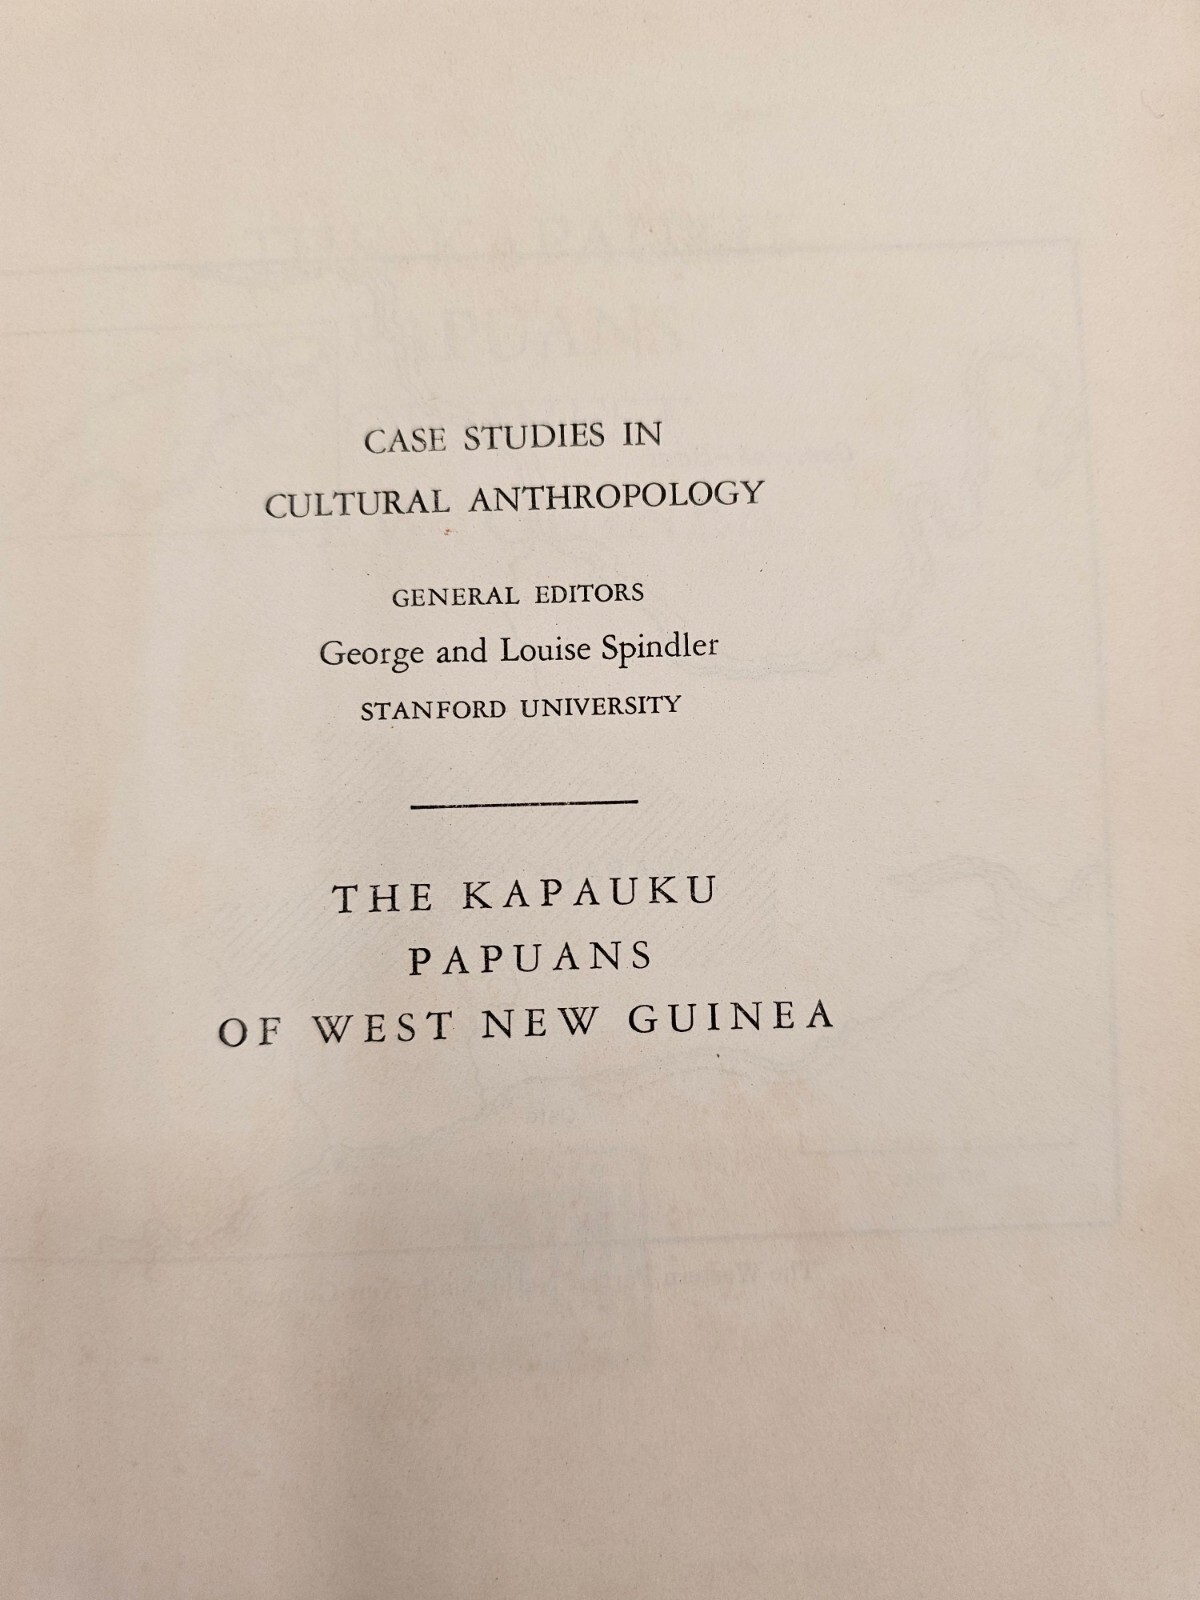 CASE STUDIES IN
CULTURAL ANTHROPOLOGY
GENERAL EDITORS
George and Louise Spindler
STANFORD UNIVERSITY
THE KAPAUKU
PAPUANS
OF WEST NEW GUINEA